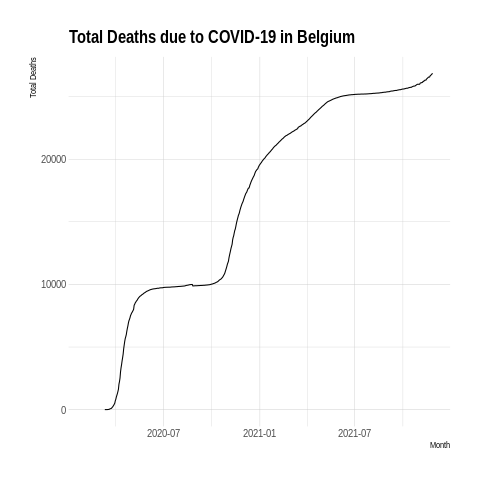 Total Deaths due to COVID-19 in Belgium
Total Deaths
20000
10000
0
2020-07 2021-01 2021-07
Month